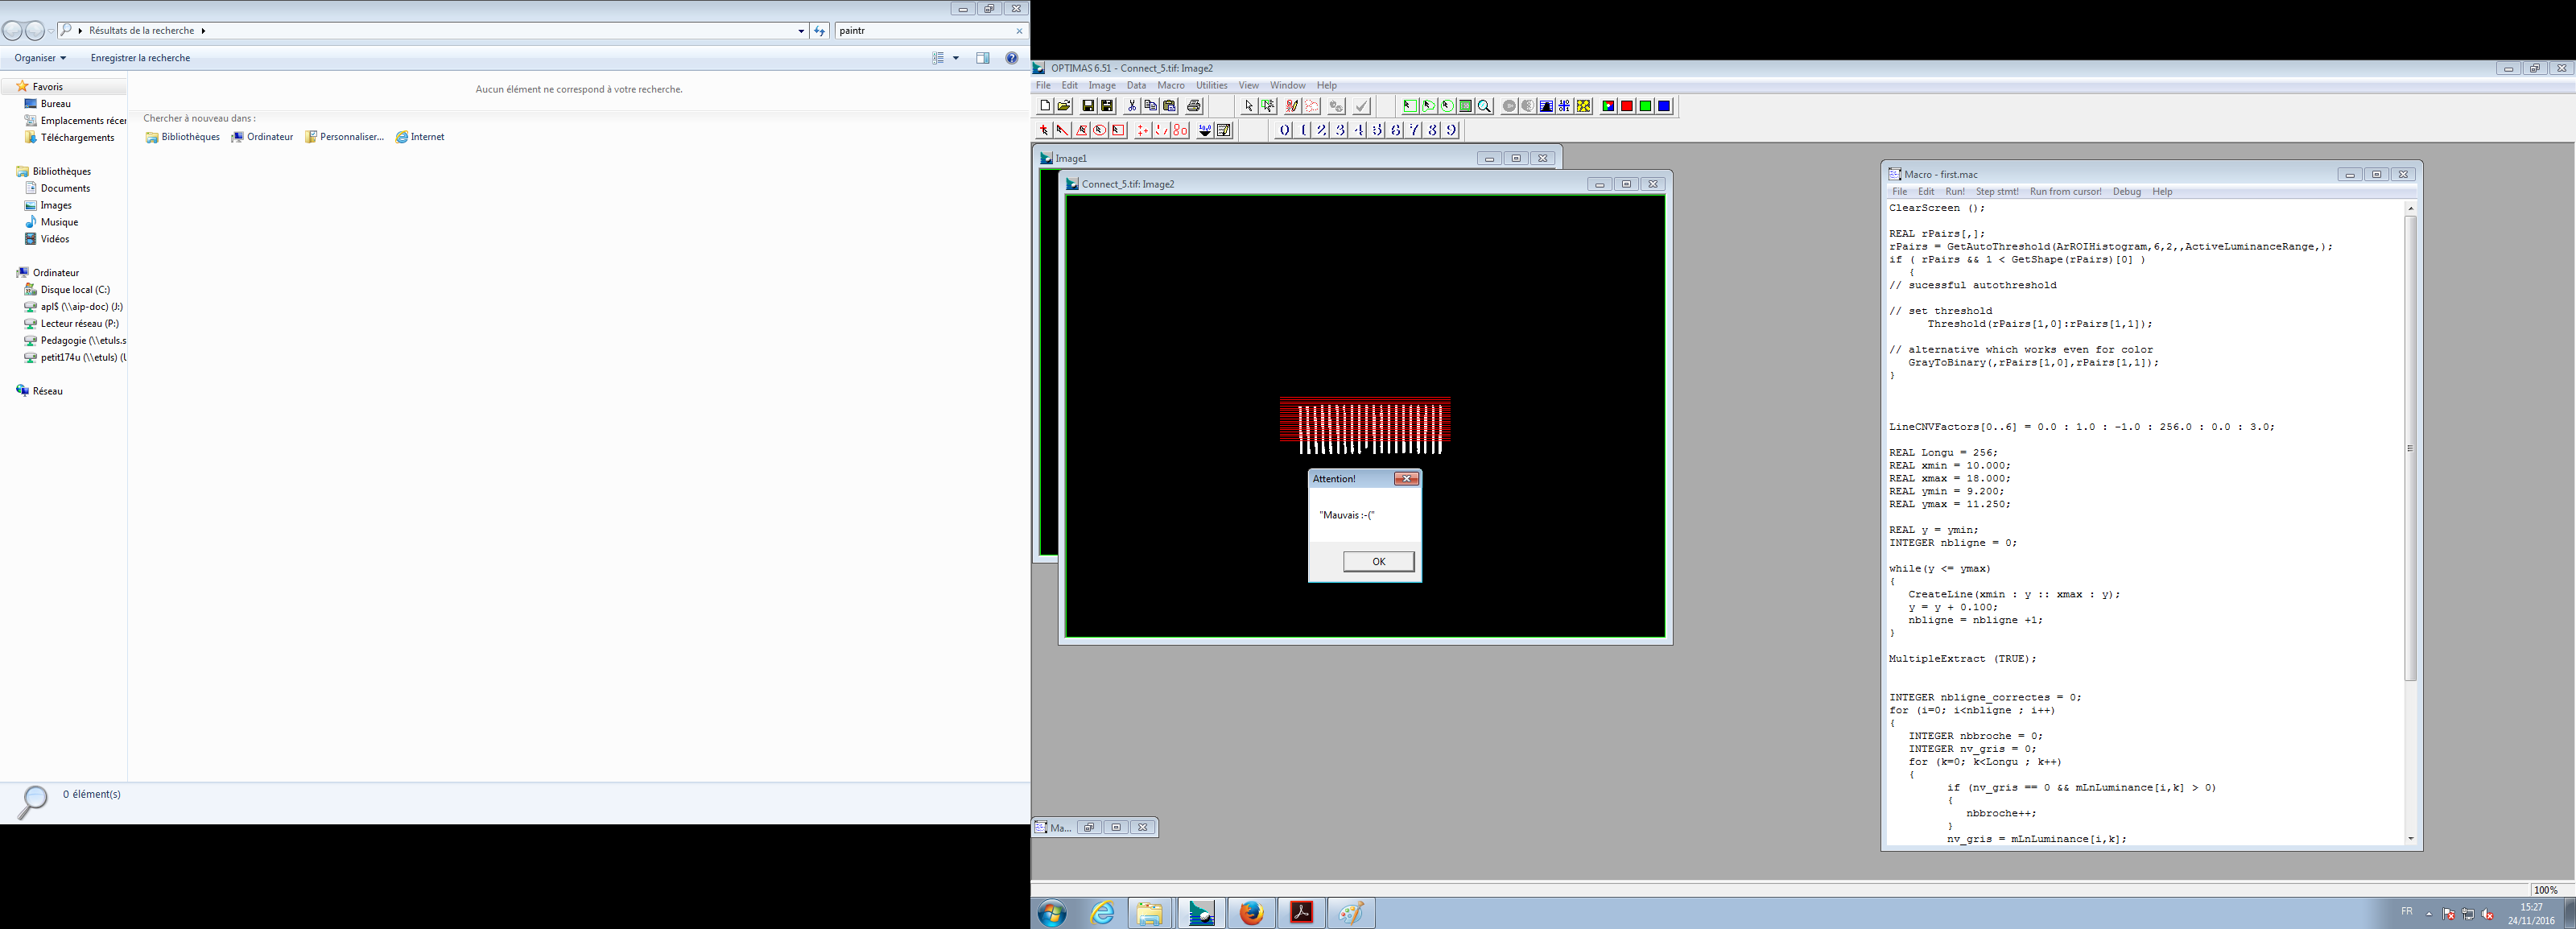 Résultats de la recherche
paintr
Organiser
Enregistrer la recherche
Favoris
Bureau
Emplacements récer
Téléchargements
Bibliothèques
Documents
Images
Musique
Vidéos
Ordinateur
Disque local (C:)
apl$ (\\aip-doc) (J:)
Lecteur réseau (P:)
Pedagogie (\\etuls.s
petit174u (\\etuls) (U
Réseau
Aucun élément ne correspond à votre recherche.
Chercher à nouveau dans :
Bibliothèques Ordinateur Personnaliser... Internet
0 élément(s)
OPTIMAS 6.51 - Connect_5.tif: Image2
File Edit Image Data Macro Utilities View Window Help
0 1 2 3 4 5 6 7 8 9
Image1
Connect_5.tif: Image2
Attention!
"Mauvais :-("
OK
Ma...
Macro - first.mac
File Edit Run! Step stmt! Run from cursor! Debug Help
ClearScreen ();
REAL rPairs[,];
rPairs = GetAutoThreshold(ArROIHistogram,6,2,,ActiveLuminanceRange,);
if ( rPairs && 1 < GetShape(rPairs)[0] )
{
// sucessful autothreshold
// set threshold
Threshold(rPairs[1,0]:rPairs[1,1]);
// alternative which works even for color
GrayToBinary(,rPairs[1,0],rPairs[1,1]);
}
LineCNVFactors[0..6] = 0.0 : 1.0 : -1.0 : 256.0 : 0.0 : 3.0;
REAL Longu = 256;
REAL xmin = 10.000;
REAL xmax = 18.000;
REAL ymin = 9.200;
REAL ymax = 11.250;
REAL y = ymin;
INTEGER nbligne = 0;
while(y <= ymax)
{
CreateLine(xmin : y :: xmax : y);
y = y + 0.100;
nbligne = nbligne +1;
}
MultipleExtract (TRUE);
INTEGER nbligne_correctes = 0;
for (i=0; i<nbligne ; i++)
{
INTEGER nbbroche = 0;
INTEGER nv_gris = 0;
for (k=0; k<Longu ; k++)
{
if (nv_gris == 0 && mLnLuminance[i,k] > 0)
{
nbbroche++;
}
nv_gris = mLnLuminance[i,k];
100%
FR
15:27
24/11/2016